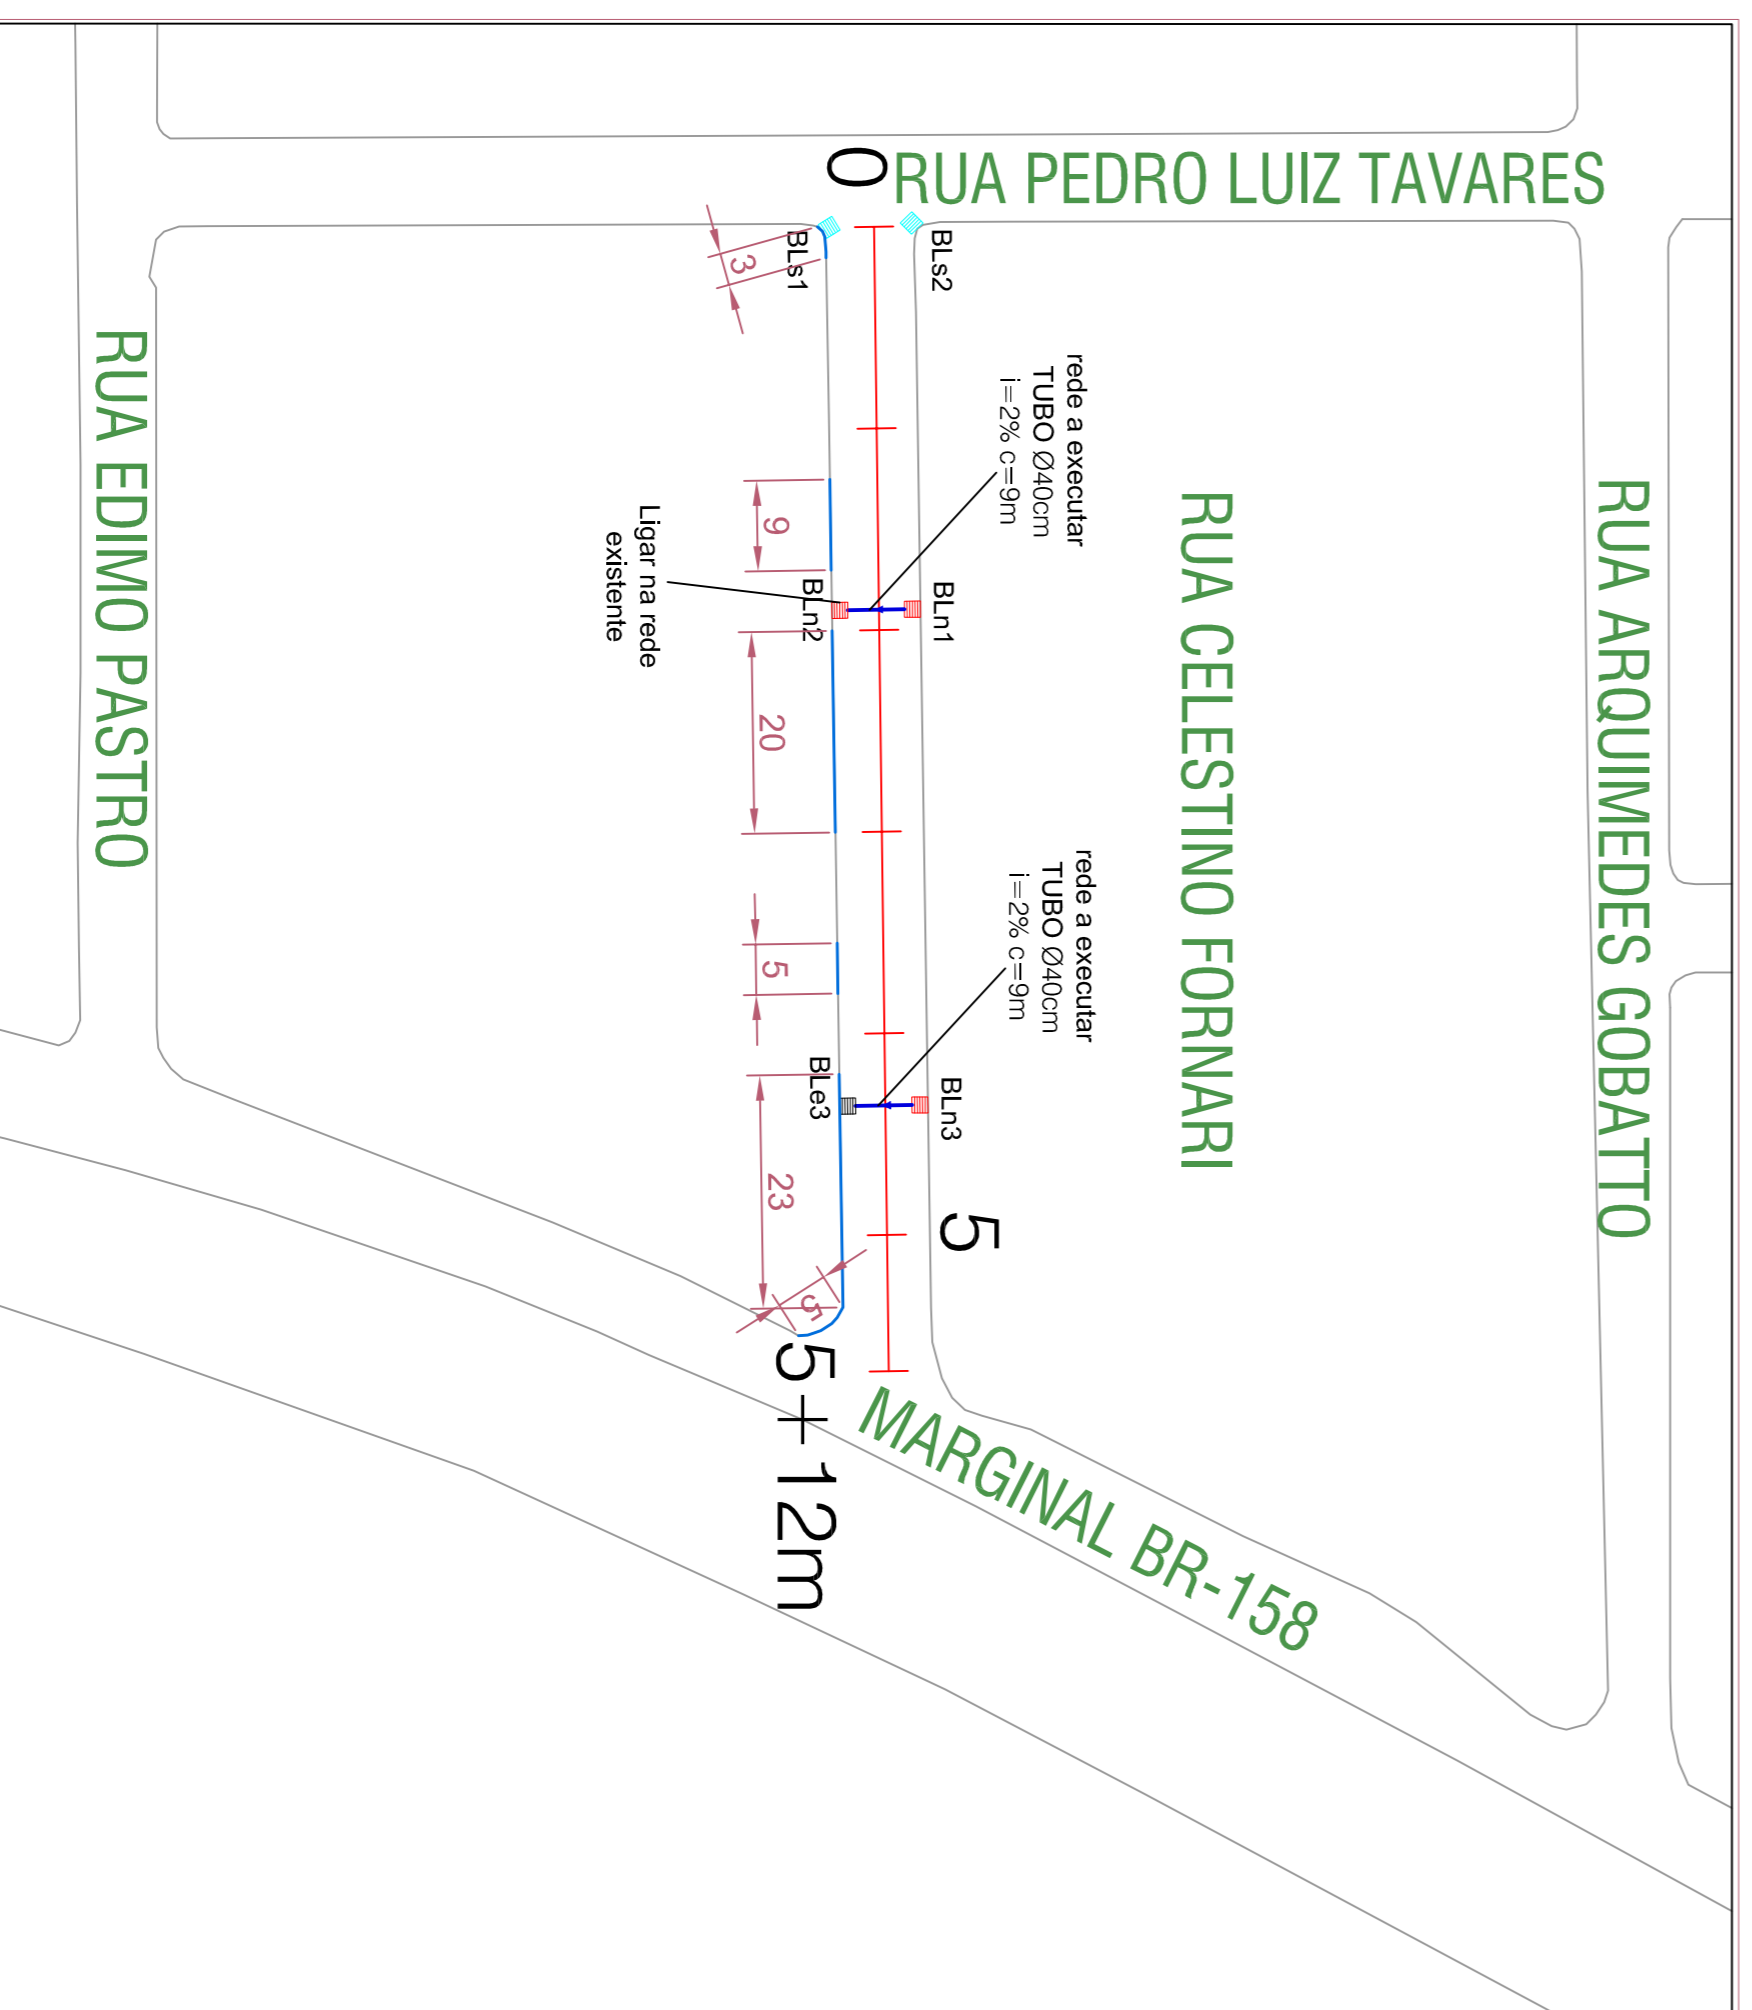 0
RUA PEDRO LUIZ TAVARES
BLs1
BLs2
3
rede a executar
TUBO Ø40cm
i=2% c=9m
9
Ligar na rede
existente
BLn2
BLn1
20
RUA EDIMO PASTRO
RUA CELESTINO FORNARI
RUA ARQUIMEDES GOBATTO
rede a executar
TUBO Ø40cm
i=2% c=9m
5
BLe3
BLn3
23
5
5
5+12m
MARGINAL BR-158